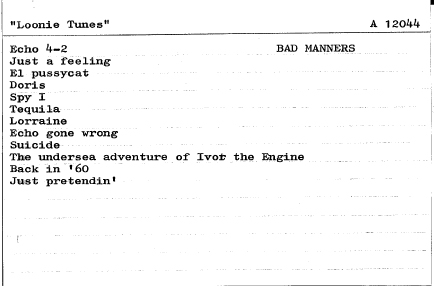 "Loonie Tunes" A 12044
Echo 4-2 BAD MANNERS
Just a feeling
El pussycat
Doris
Spy I
Tequila
Lorraine
Echo gone wrong
Suicide
The undersea adventure of Ivor the Engine
Back in '60
Just pretendin'